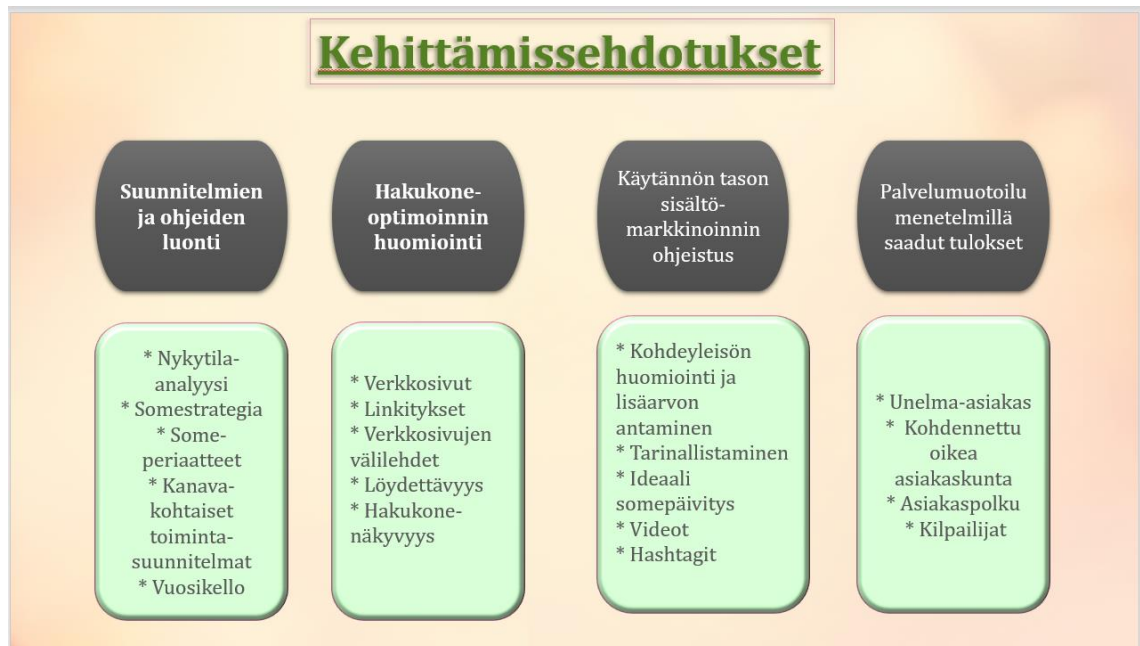 Kehittämissehdotukset
Suunnitelmien
ja ohjeiden
luonti
Hakukone-
optimoinnin
huomiointi
Käytännön tason
sisältö-
markkinoinnin
ohjeistus
Palvelumuotoilu
menetelmillä
saadut tulokset
* Nykytila-
analyysi
* Somestrategia
* Some-
periaatteet
* Kanava-
kohtaiset
toiminta-
suunnitelmat
* Vuosikello
* Verkkosivut
* Linkitykset
* Verkkosivujen
välilehdet
* Löydettävyys
* Hakukone-
näkyvyys
* Kohdeyleisön
huomiointi ja
lisäarvon
antaminen
* Tarinallistaminen
* Ideaali
somepäivitys
* Videot
* Hashtagit
* Unelma-asiakas
* Kohdennettu
oikea
asiakaskunta
* Asiakaspolku
* Kilpailijat